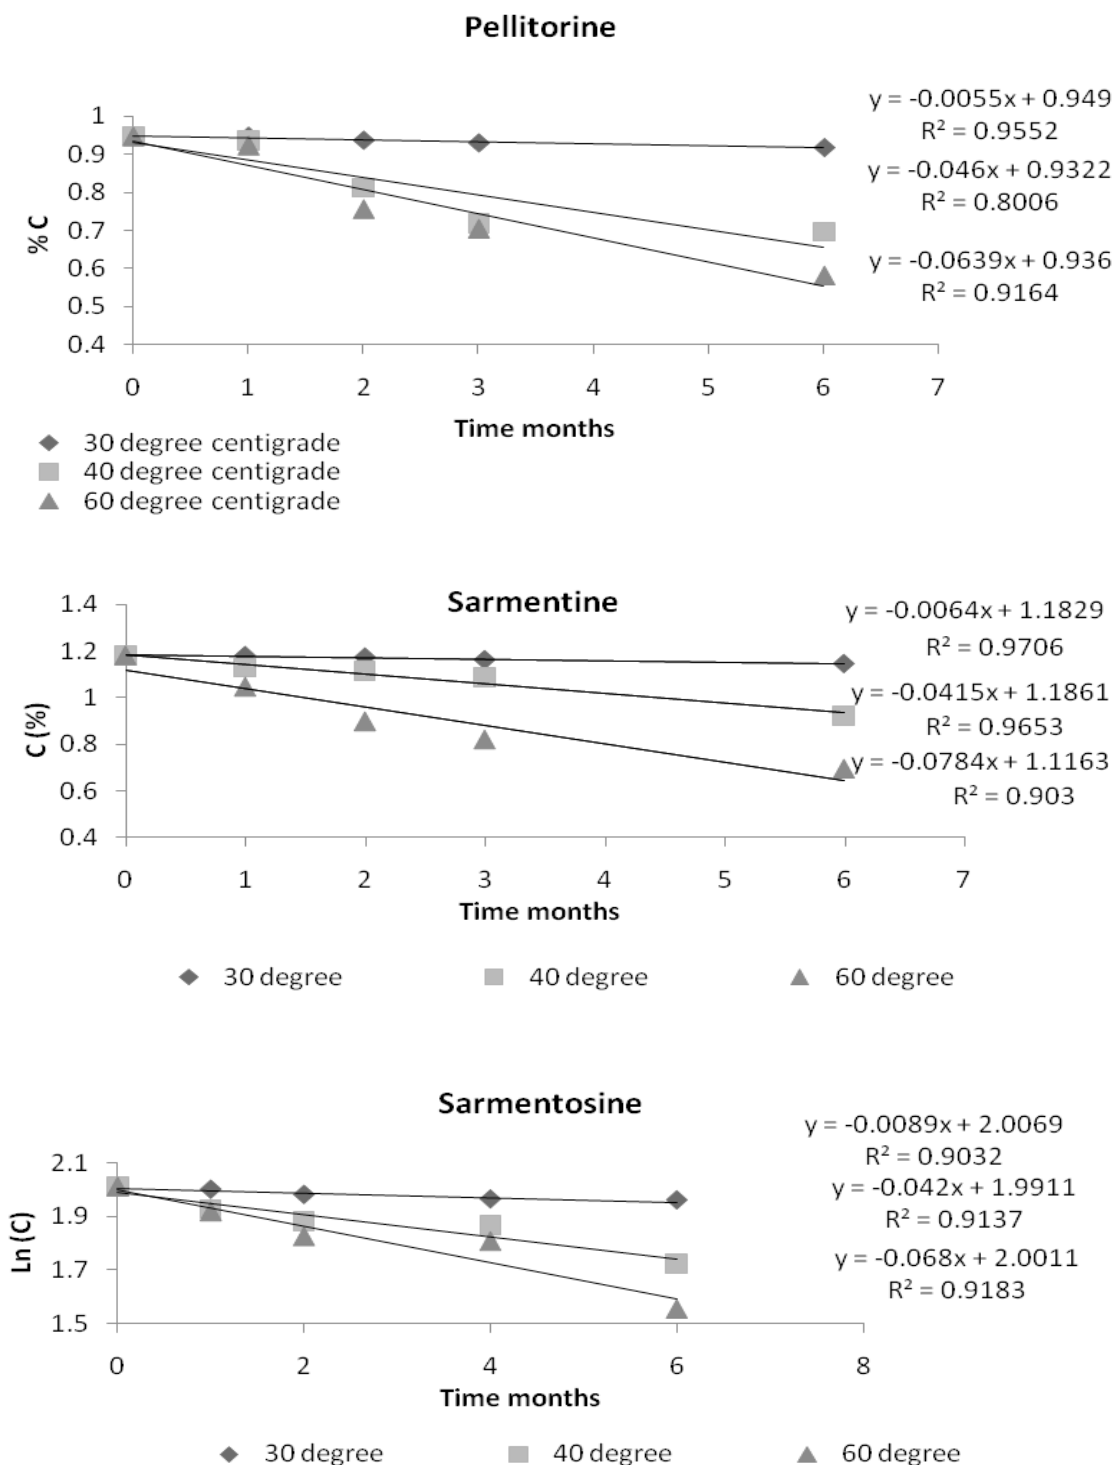 Pellitorine
y = -0.0055x + 0.949
R² = 0.9552
y = -0.046x + 0.9322
R² = 0.8006
y = -0.0639x + 0.936
R² = 0.9164
1
0.9
0.8
0.7
0.6
0.5
0.4
% C
0 1 2 3 4 5 6 7
Time months
30 degree centigrade
40 degree centigrade
60 degree centigrade
Sarmentine
y = -0.0064x + 1.1829
R² = 0.9706
y = -0.0415x + 1.1861
R² = 0.9653
y = -0.0784x + 1.1163
R² = 0.903
1.4
1.2
1
0.8
0.6
0.4
C (%)
0 1 2 3 4 5 6 7
Time months
30 degree 40 degree 60 degree
Sarmentosine
y = -0.0089x + 2.0069
R² = 0.9032
y = -0.042x + 1.9911
R² = 0.9137
y = -0.068x + 2.0011
R² = 0.9183
2.1
1.9
1.7
1.5
Ln (C)
0 2 4 6 8
Time months
30 degree 40 degree 60 degree